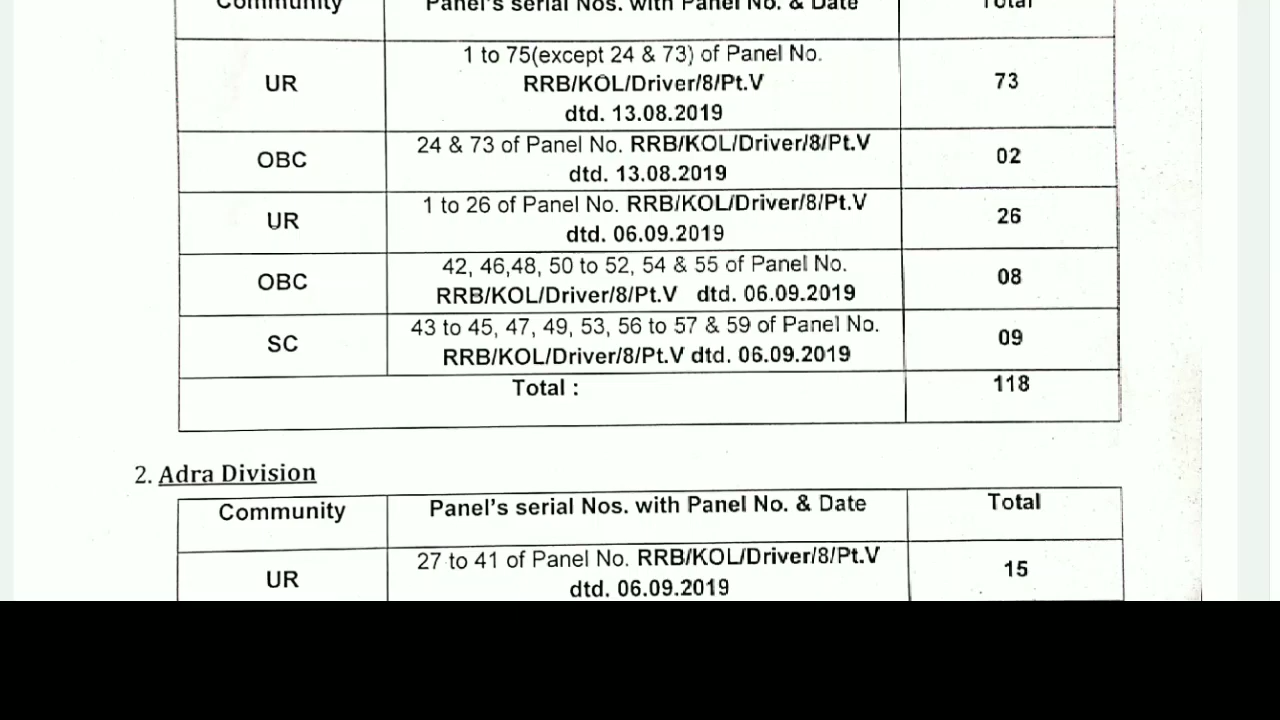 Community Panel's serial Nos. with Panel No. & Date Total
1 to 75(except 24 & 73) of Panel No.
UR RRB/KOL/Driver/8/Pt.V 73
dtd. 13.08.2019
24 & 73 of Panel No. RRB/KOL/Driver/8/Pt.V
OBC 02
dtd. 13.08.2019
1 to 26 of Panel No. RRB/KOL/Driver/8/Pt.V
UR 26
dtd. 06.09.2019
42, 46,48, 50 to 52, 54 & 55 of Panel No.
OBC 08
RRB/KOL/Driver/8/Pt.V dtd. 06.09.2019
43 to 45, 47, 49, 53, 56 to 57 & 59 of Panel No.
SC 09
RRB/KOL/Driver/8/Pt.V dtd. 06.09.2019
Total : 118
2. Adra Division
Community Panel's serial Nos. with Panel No. & Date Total
27 to 41 of Panel No. RRB/KOL/Driver/8/Pt.V
UR 15
dtd. 06.09.2019